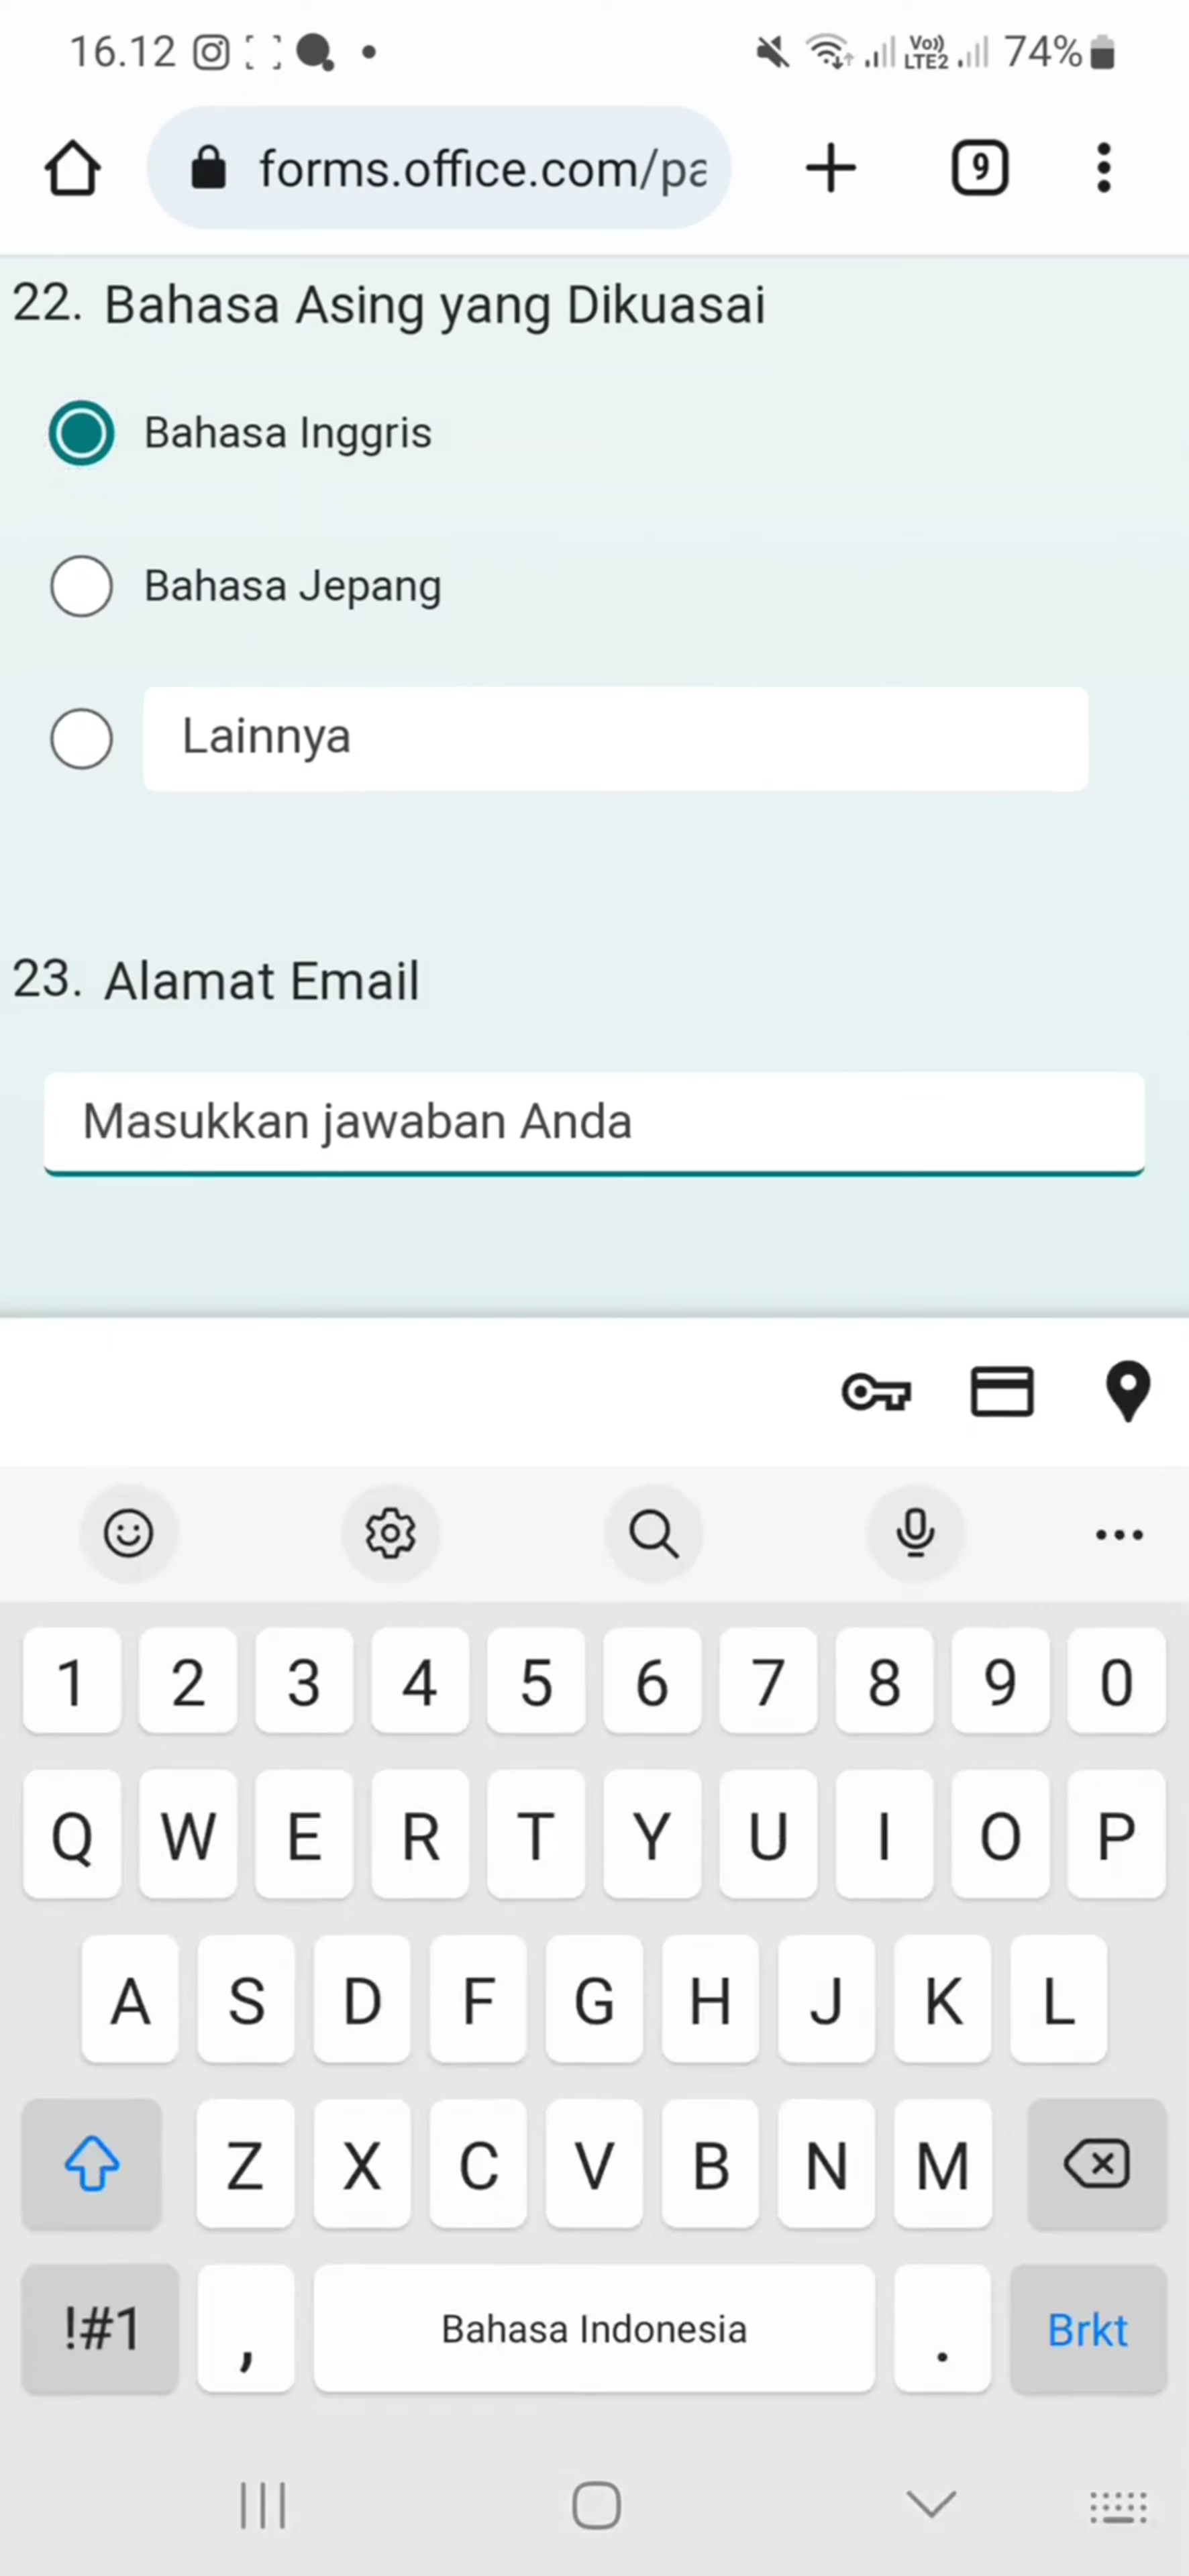 16.12
Vo))
LTE2
74%
forms.office.com/pa
9
22. Bahasa Asing yang Dikuasai
Bahasa Inggris
Bahasa Jepang
Lainnya
23. Alamat Email
Masukkan jawaban Anda
1 2 3 4 5 6 7 8 9 0
Q W E R T Y U I O P
A S D F G H J K L
Z X C V B N M
!#1 , Bahasa Indonesia . Brkt